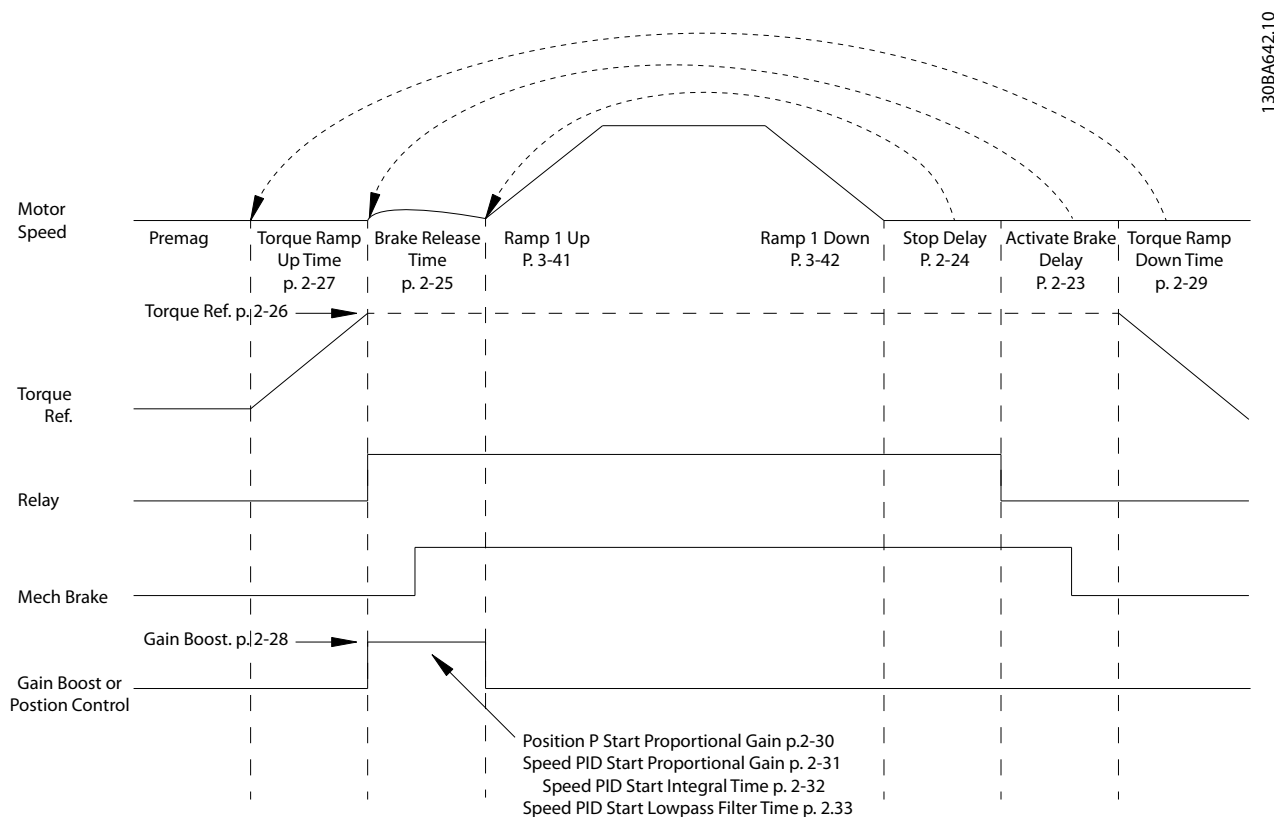 130BA642.10
Motor
Speed
Premag
Torque Ramp
Up Time
p. 2-27
Brake Release
Time
p. 2-25
Ramp 1 Up
P. 3-41
Ramp 1 Down
P. 3-42
Stop Delay
P. 2-24
Activate Brake
Delay
P. 2-23
Torque Ramp
Down Time
p. 2-29
Torque Ref. p. 2-26
Torque
Ref.
Relay
Mech Brake
Gain Boost. p. 2-28
Gain Boost or
Postion Control
Position P Start Proportional Gain p.2-30
Speed PID Start Proportional Gain p. 2-31
Speed PID Start Integral Time p. 2-32
Speed PID Start Lowpass Filter Time p. 2.33